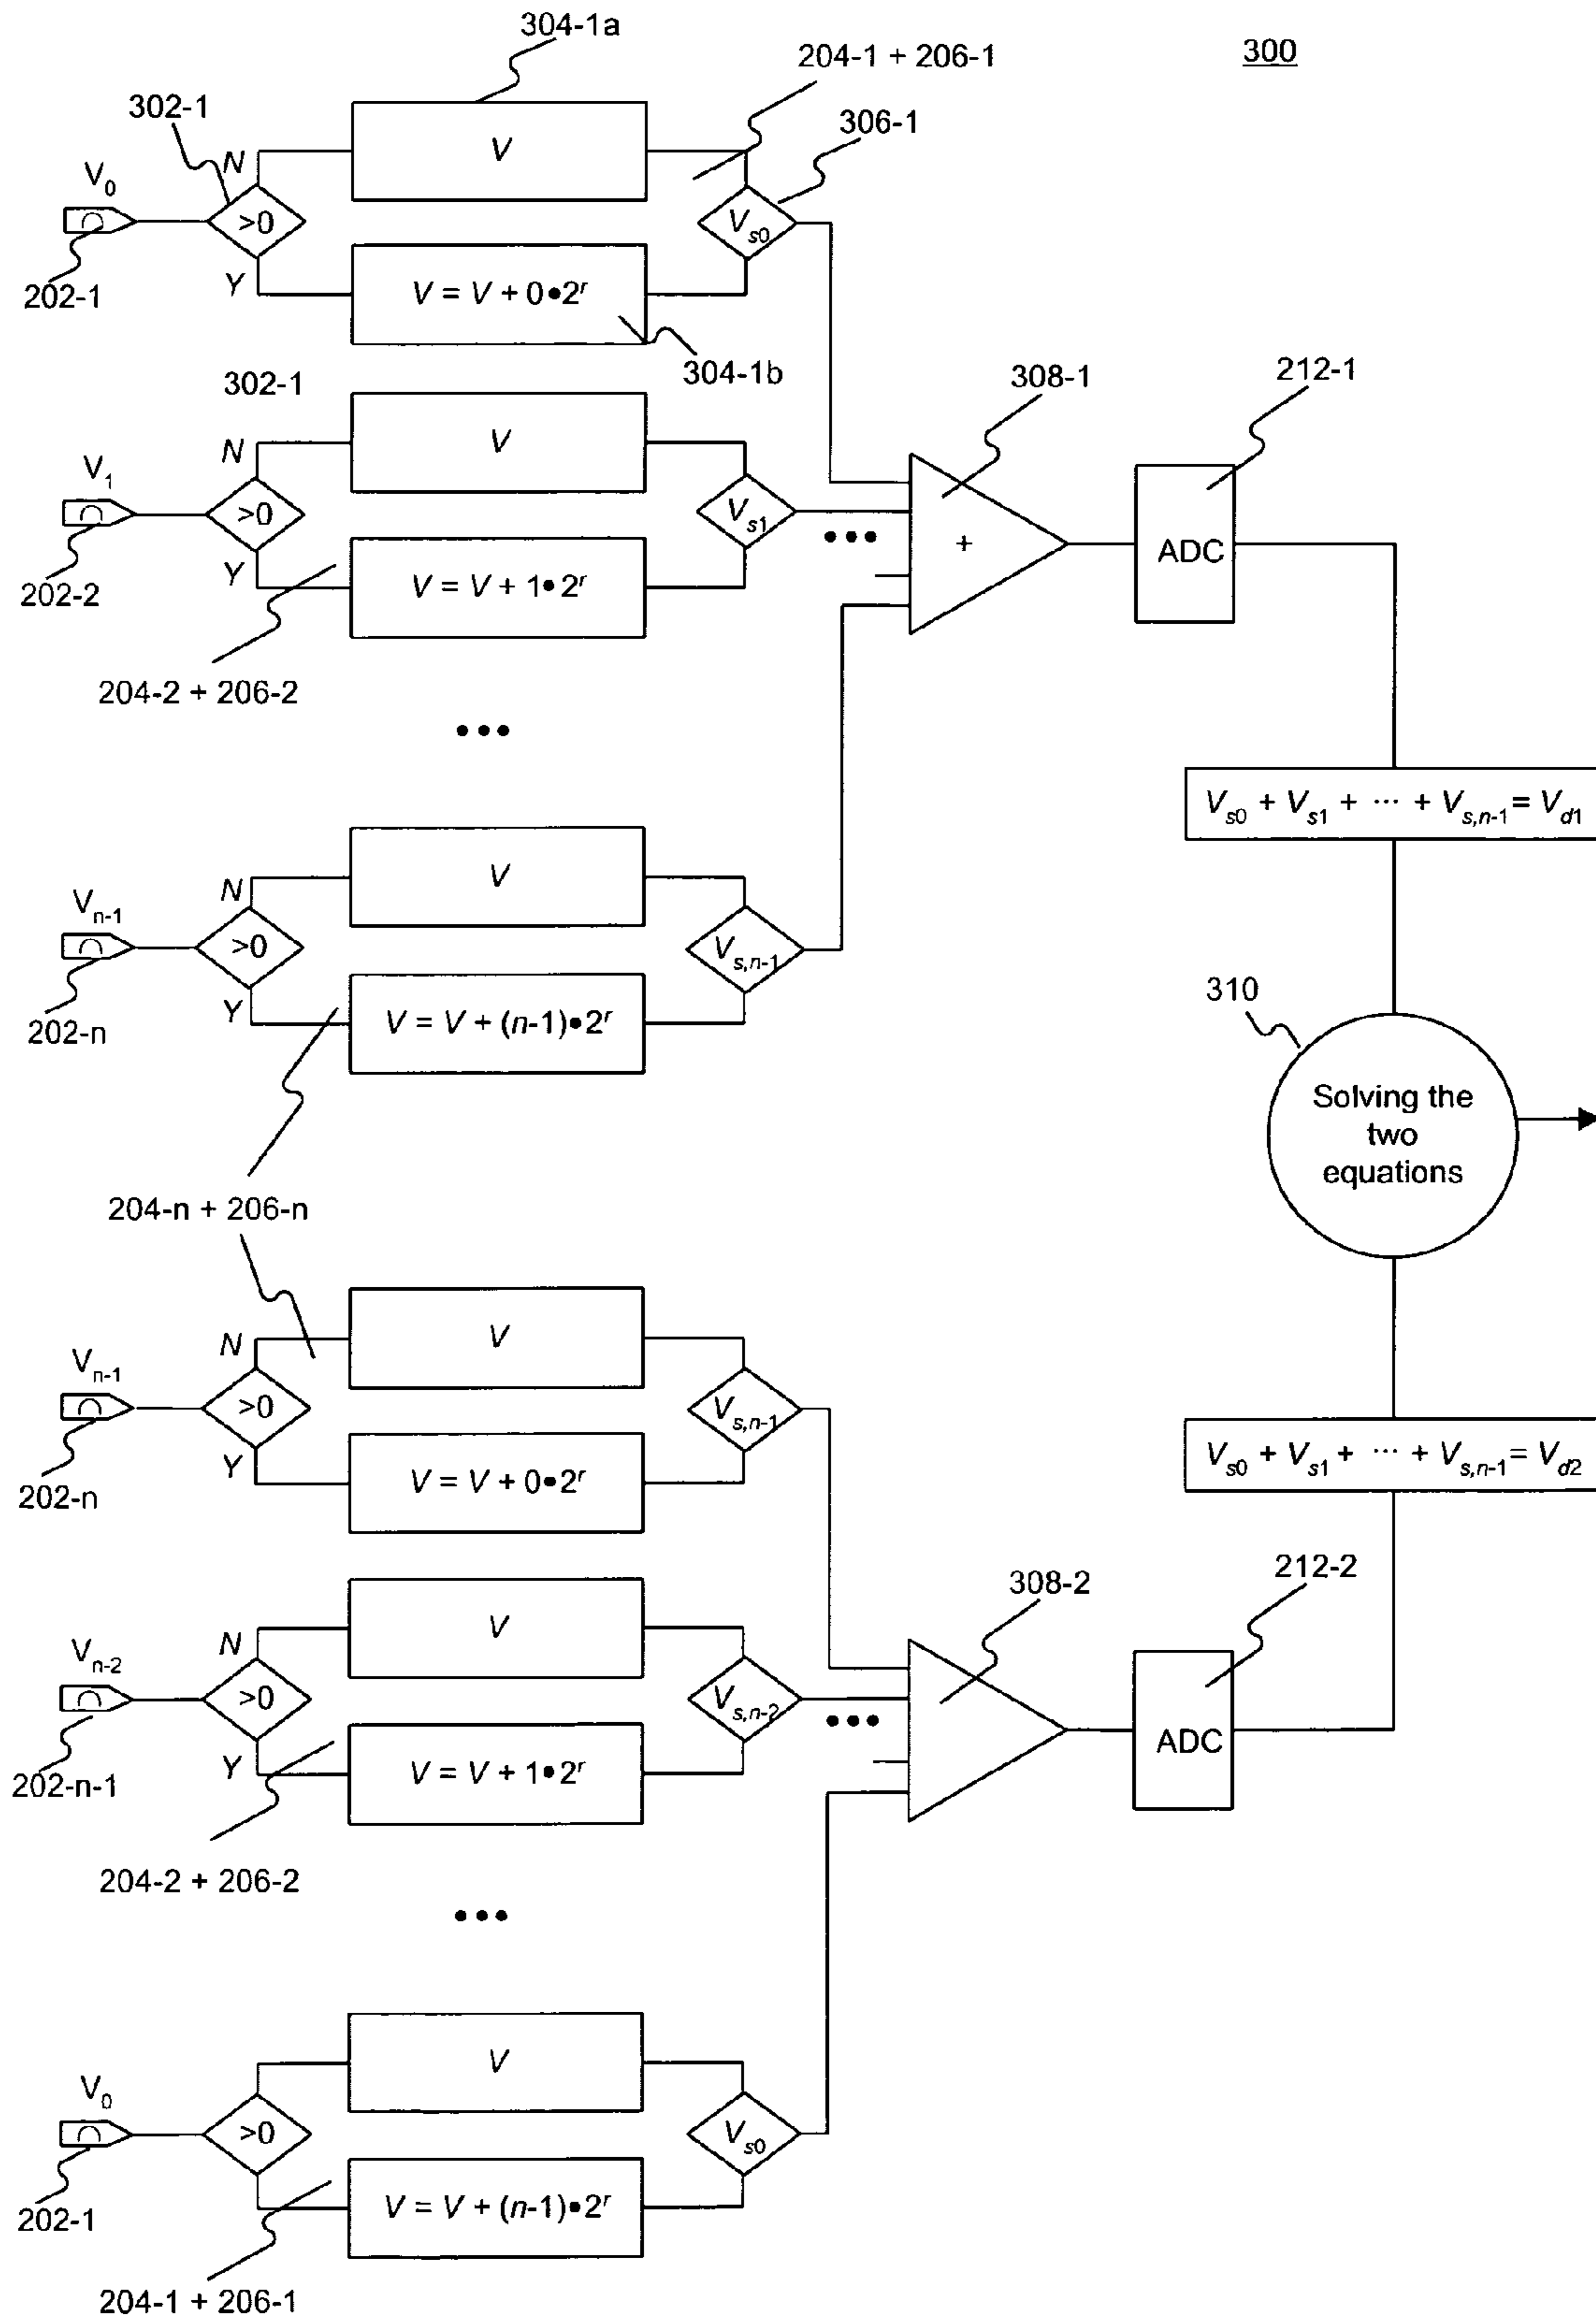 300
304-1a
204-1 + 206-1
302-1
306-1
V₀
N
V
>0
Vₛ₀
Y
V = V + 0•2ʳ
202-1
304-1b
302-1
308-1
212-1
V₁
N
V
>0
Vₛ₁
•••
+
ADC
Y
V = V + 1•2ʳ
202-2
204-2 + 206-2
•••
Vₛ₀ + Vₛ₁ + ··· + Vₛ,ₙ₋₁ = V_d1
Vₙ₋₁
N
V
>0
Vₛ,ₙ₋₁
Y
V = V + (n-1)•2ʳ
202-n
310
Solving the
two
equations
204-n + 206-n
Vₙ₋₁
N
V
>0
Vₛ,ₙ₋₁
Y
V = V + 0•2ʳ
202-n
Vₛ₀ + Vₛ₁ + ··· + Vₛ,ₙ₋₁ = V_d2
308-2
212-2
Vₙ₋₂
N
V
>0
Vₛ,ₙ₋₂
•••
ADC
Y
V = V + 1•2ʳ
202-n-1
204-2 + 206-2
•••
V₀
V
>0
Vₛ₀
V = V + (n-1)•2ʳ
202-1
204-1 + 206-1